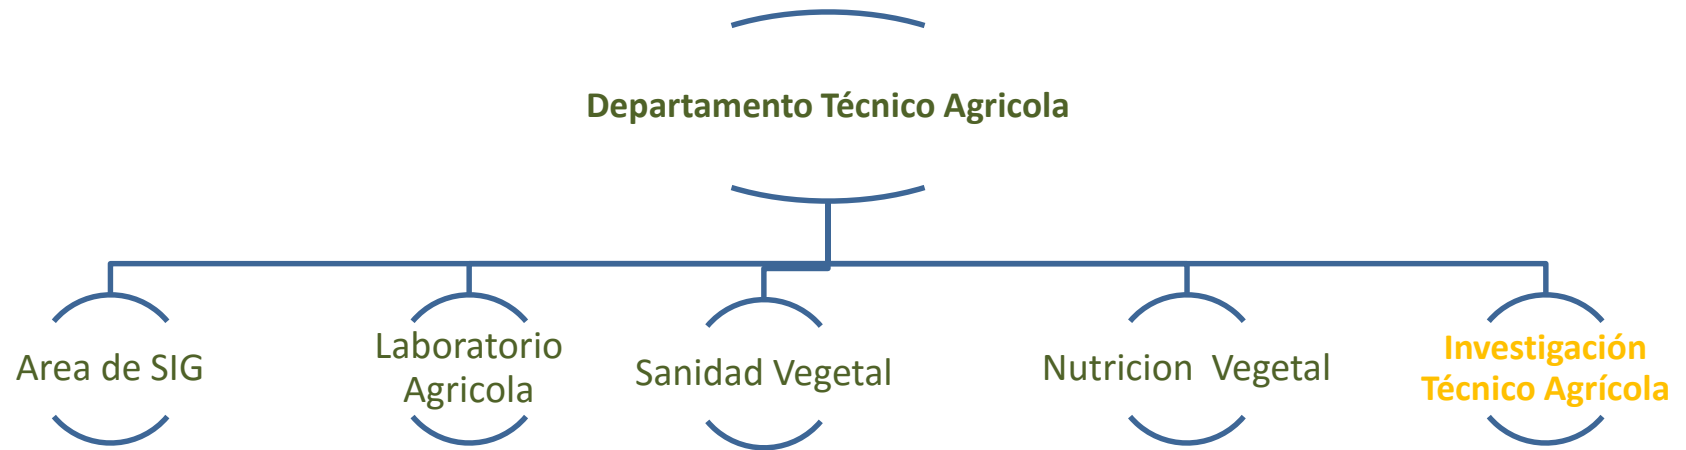 Departamento Técnico Agricola
Area de SIG
Laboratorio
Agricola
Sanidad Vegetal
Nutricion Vegetal
Investigación
Técnico Agrícola